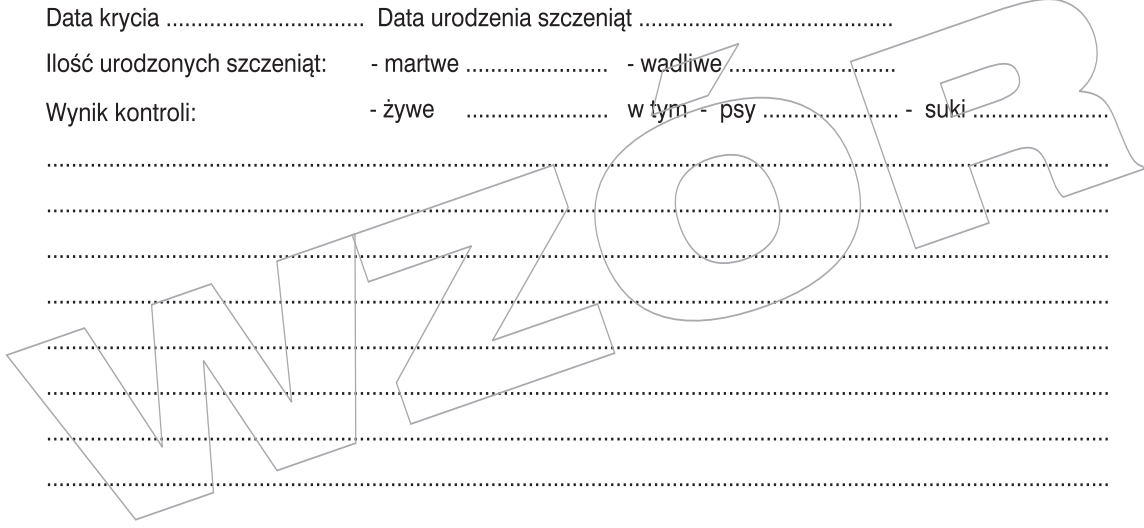 Data krycia ................................. Data urodzenia szczeniąt ..........................................
Ilość urodzonych szczeniąt: - martwe ........................ - wadliwe ............................
Wynik kontroli: - żywe ........................ w tym - psy ....................... - suki .......................
WZÓR